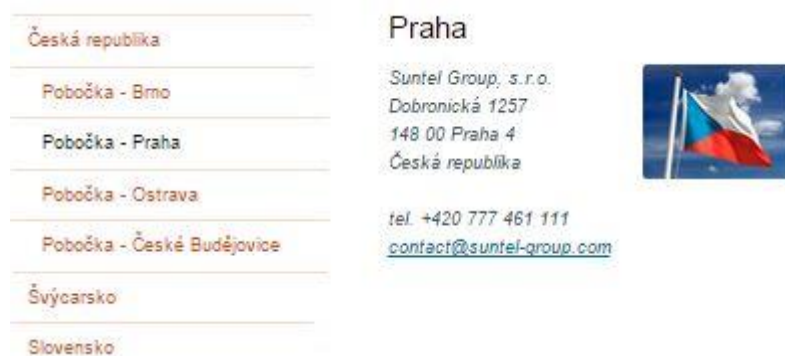 Česká republika
Pobočka - Brno
Pobočka - Praha
Pobočka - Ostrava
Pobočka - České Budějovice
Švýcarsko
Slovensko
Praha
Suntel Group, s.r.o.
Dobronická 1257
148 00 Praha 4
Česká republika
tel. +420 777 461 111
contact@suntel-group.com